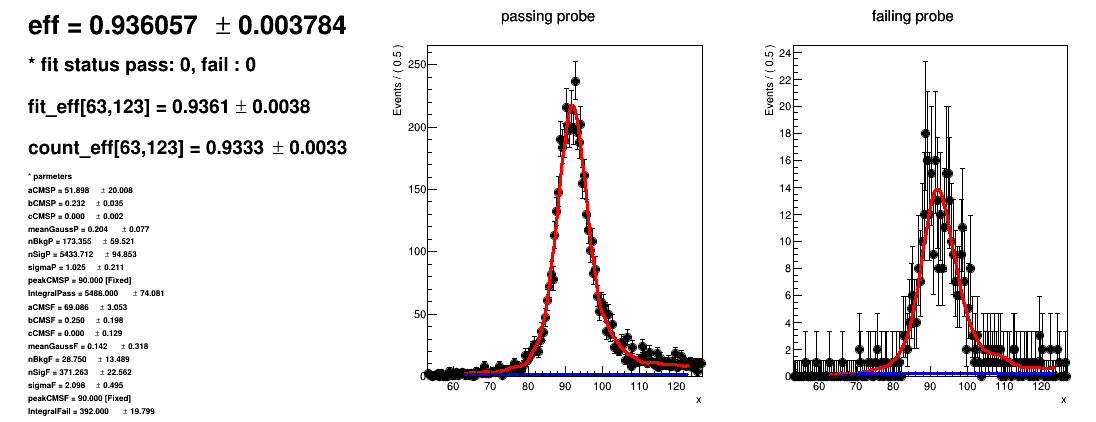 eff = 0.936057 ± 0.003784
* fit status pass: 0, fail : 0
fit_eff[63,123] = 0.9361 ± 0.0038
count_eff[63,123] = 0.9333 ± 0.0033
* parmeters
aCMSP = 51.898 ± 20.008
bCMSP = 0.232 ± 0.035
cCMSP = 0.000 ± 0.002
meanGaussP = 0.204 ± 0.077
nBkgP = 173.355 ± 59.521
nSigP = 5433.712 ± 94.853
sigmaP = 1.025 ± 0.211
peakCMSP = 90.000 [Fixed]
IntegralPass = 5488.000 ± 74.081
aCMSF = 69.086 ± 3.053
bCMSF = 0.250 ± 0.198
cCMSF = 0.000 ± 0.129
meanGaussF = 0.142 ± 0.318
nBkgF = 28.750 ± 13.489
nSigF = 371.263 ± 22.562
sigmaF = 2.098 ± 0.495
peakCMSF = 90.000 [Fixed]
IntegralFail = 392.000 ± 19.799
passing probe
Events / ( 0.5 )
250
200
150
100
50
0
60 70 80 90 100 110 120
x
failing probe
Events / ( 0.5 )
24
22
20
18
16
14
12
10
8
6
4
2
0
60 70 80 90 100 110 120
x